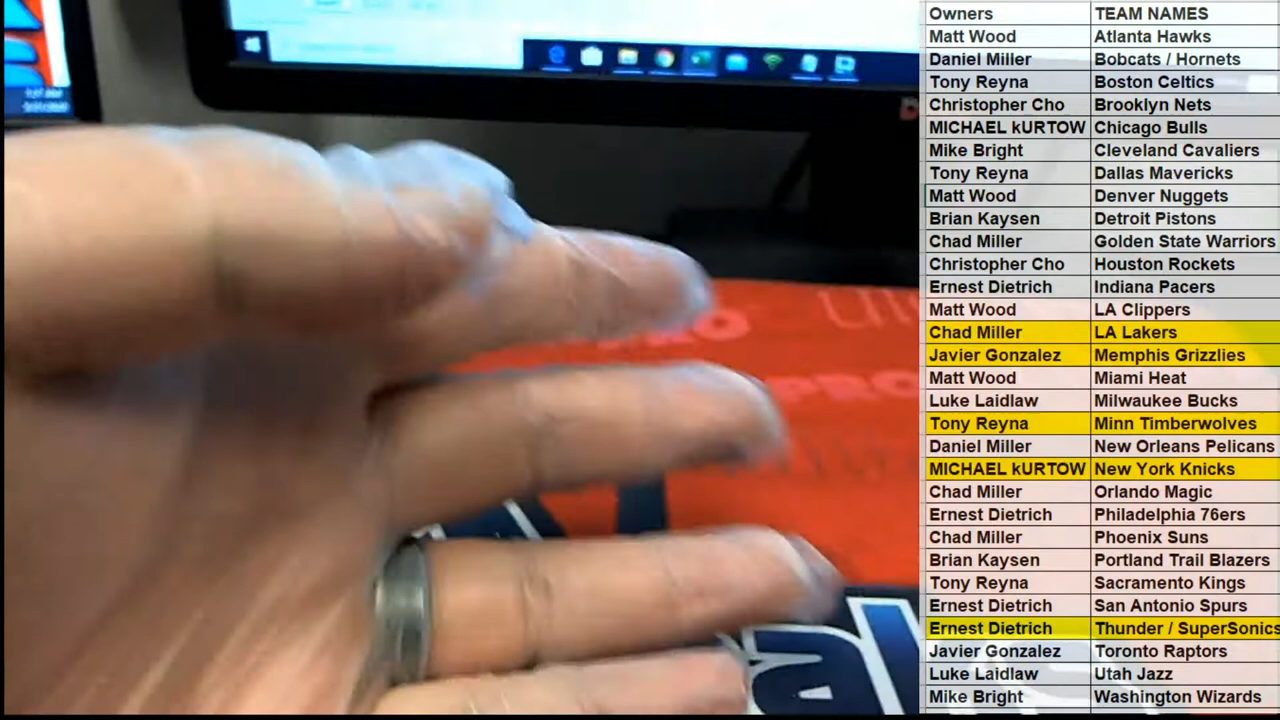 Owners TEAM NAMES
Matt Wood Atlanta Hawks
Daniel Miller Bobcats / Hornets
Tony Reyna Boston Celtics
Christopher Cho Brooklyn Nets
MICHAEL kURTOW Chicago Bulls
Mike Bright Cleveland Cavaliers
Tony Reyna Dallas Mavericks
Matt Wood Denver Nuggets
Brian Kaysen Detroit Pistons
Chad Miller Golden State Warriors
Christopher Cho Houston Rockets
Ernest Dietrich Indiana Pacers
Matt Wood LA Clippers
Chad Miller LA Lakers
Javier Gonzalez Memphis Grizzlies
Matt Wood Miami Heat
Luke Laidlaw Milwaukee Bucks
Tony Reyna Minn Timberwolves
Daniel Miller New Orleans Pelicans
MICHAEL kURTOW New York Knicks
Chad Miller Orlando Magic
Ernest Dietrich Philadelphia 76ers
Chad Miller Phoenix Suns
Brian Kaysen Portland Trail Blazers
Tony Reyna Sacramento Kings
Ernest Dietrich San Antonio Spurs
Ernest Dietrich Thunder / SuperSonics
Javier Gonzalez Toronto Raptors
Luke Laidlaw Utah Jazz
Mike Bright Washington Wizards
PRO
PRO